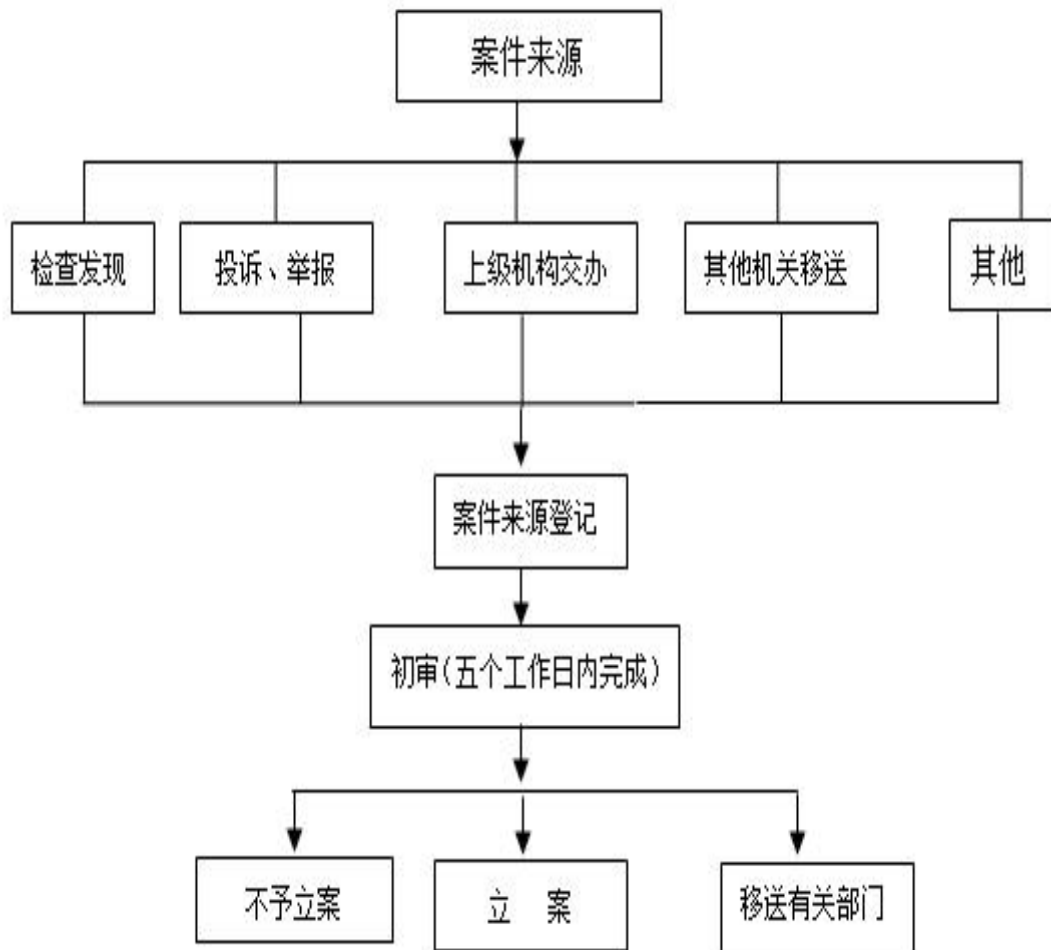 案件来源
检查发现
投诉、举报
上级机构交办
其他机关移送
其他
案件来源登记
初审(五个工作日内完成)
不予立案
立 案
移送有关部门